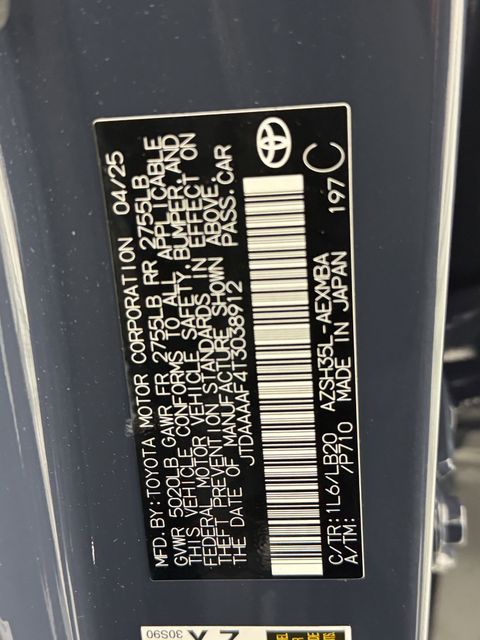 MFD. BY:TOYOTA MOTOR CORPORATION 04/25
GVWR 5020LB GAWR FR 2755LB RR 2755LB
THIS VEHICLE CONFORMS TO ALL APPLICABLE
FEDERAL MOTOR VEHICLE SAFETY, BUMPER, AND
THEFT PREVENTION STANDARDS IN EFFECT ON
THE DATE OF MANUFACTURE SHOWN ABOVE.
JTDAAAAF4T3038912 PASS. CAR
C/TR:1L6/LB20 AZSH35L-AEXMBA 197 C
A/TM: /P710 MADE IN JAPAN
30S90